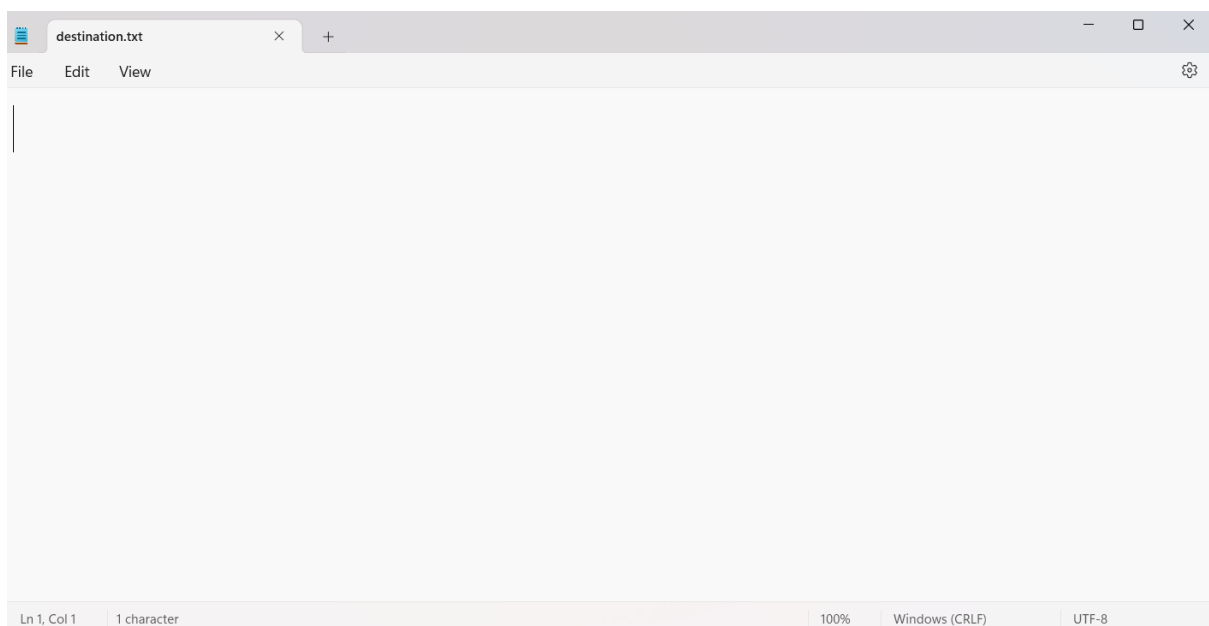 destination.txt
File Edit View
Ln 1, Col 1 1 character 100% Windows (CRLF) UTF-8